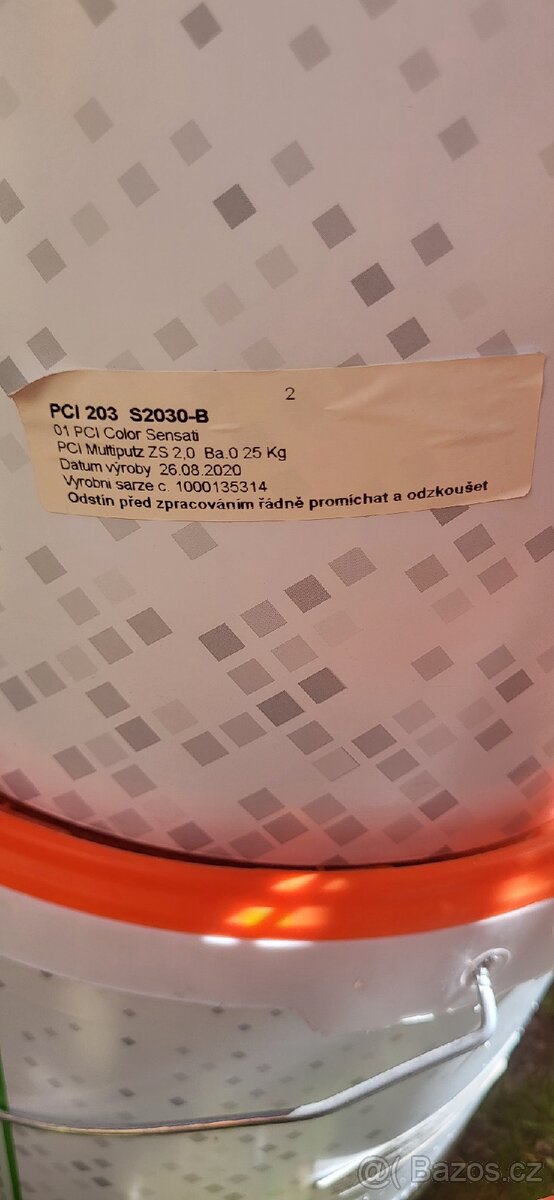 2
PCI 203 S2030-B
01 PCI Color Sensati
PCI Multiputz ZS 2,0 Ba.0 25 Kg
Datum výroby 26.08.2020
Vyrobni sarze c. 1000135314
Odstín před zpracováním řádně promíchat a odzkoušet
@( Bazos.cz